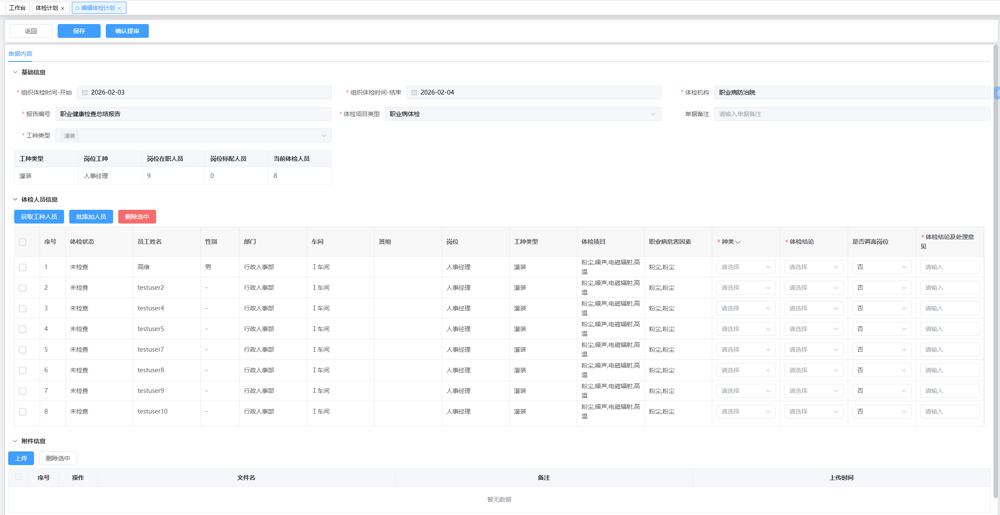 工作台 体检计划 × 编辑体检计划 ×
返回 保存 确认提审
单据内容
基础信息
* 组织体检时间-开始 2026-02-03 * 组织体检时间-结束 2026-02-04 * 体检机构 职业病防治院
* 报告编号 职业健康检查总结报告 * 体检项目类型 职业病体检 单据备注 请输入单据备注
* 工种类型 灌装
工种类型 岗位工种 岗位在职人员 岗位标配人员 当前体检人员
灌装 人事经理 9 0 8
体检人员信息
获取工种人员 批添加人员 删除选中
序号 体检状态 员工姓名 性别 部门 车间 班组 岗位 工种类型 体检项目 职业病危害因素 * 种类 * 体检结论 是否调离岗位 * 体检结论及处理意
见
1 未检查 高维 男 行政人事部 I 车间 人事经理 灌装 粉尘,噪声,电磁辐射,高
温 粉尘,粉尘 请选择 请选择 否 请输入
2 未检查 testuser2 - 行政人事部 I 车间 人事经理 灌装 粉尘,噪声,电磁辐射,高
温 粉尘,粉尘 请选择 请选择 否 请输入
3 未检查 testuser4 - 行政人事部 I 车间 人事经理 灌装 粉尘,噪声,电磁辐射,高
温 粉尘,粉尘 请选择 请选择 否 请输入
4 未检查 testuser5 - 行政人事部 I 车间 人事经理 灌装 粉尘,噪声,电磁辐射,高
温 粉尘,粉尘 请选择 请选择 否 请输入
5 未检查 testuser7 - 行政人事部 I 车间 人事经理 灌装 粉尘,噪声,电磁辐射,高
温 粉尘,粉尘 请选择 请选择 否 请输入
6 未检查 testuser8 - 行政人事部 I 车间 人事经理 灌装 粉尘,噪声,电磁辐射,高
温 粉尘,粉尘 请选择 请选择 否 请输入
7 未检查 testuser9 - 行政人事部 I 车间 人事经理 灌装 粉尘,噪声,电磁辐射,高
温 粉尘,粉尘 请选择 请选择 否 请输入
8 未检查 testuser10 - 行政人事部 I 车间 人事经理 灌装 粉尘,噪声,电磁辐射,高
温 粉尘,粉尘 请选择 请选择 否 请输入
附件信息
上传 删除选中
序号 操作 文件名 备注 上传时间
暂无数据